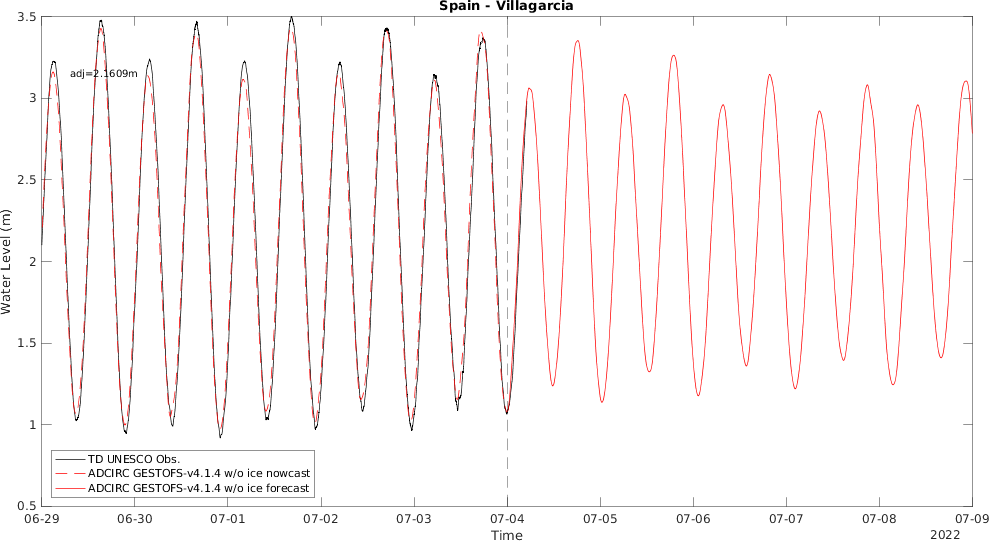 Spain - Villagarcia
3.5
3
2.5
2
1.5
1
0.5
Water Level (m)
adj=2.1609m
TD UNESCO Obs.
ADCIRC GESTOFS-v4.1.4 w/o ice nowcast
ADCIRC GESTOFS-v4.1.4 w/o ice forecast
06-29 06-30 07-01 07-02 07-03 07-04 07-05 07-06 07-07 07-08 07-09
Time
2022